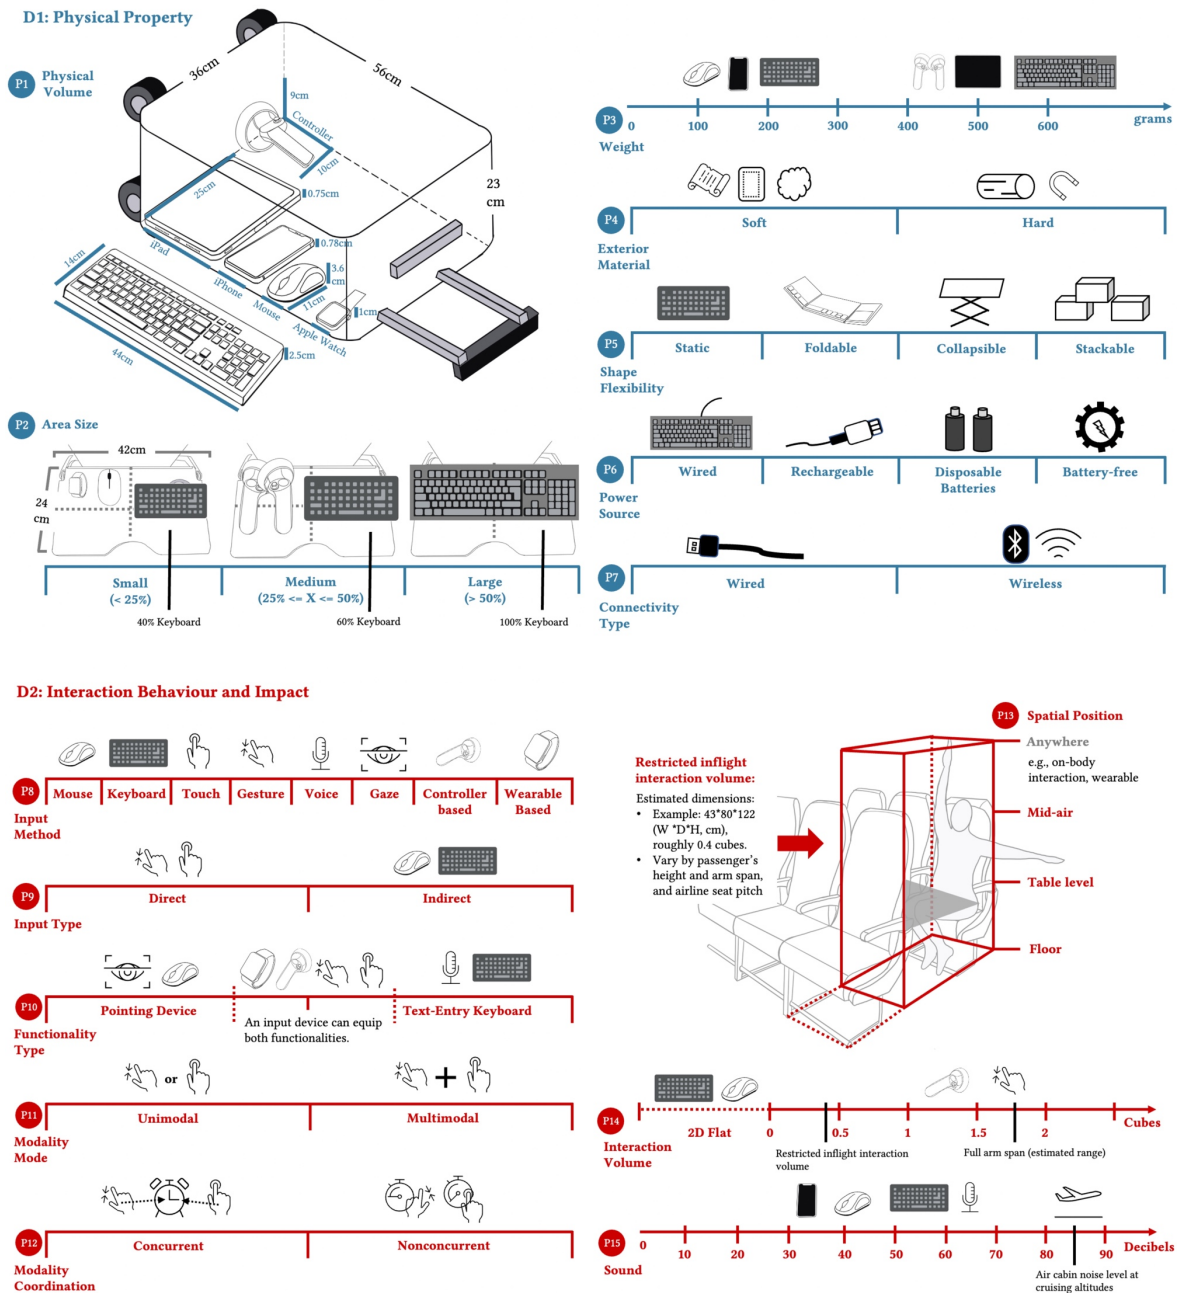 D1: Physical Property
P1
Physical
Volume
36cm
56cm
9cm
Controller
10cm
25cm
0.75cm
23
cm
iPad
0.78cm
iPhone
3.6
cm
Mouse
11cm
14cm
Apple Watch
1cm
44cm
2.5cm
P2
Area Size
42cm
24
cm
Small
(< 25%)
Medium
(25% <= X <= 50%)
Large
(> 50%)
40% Keyboard
60% Keyboard
100% Keyboard
P3
Weight
0
100
200
300
400
500
600
grams
P4
Exterior
Material
Soft
Hard
P5
Shape
Flexibility
Static
Foldable
Collapsible
Stackable
P6
Power
Source
Wired
Rechargeable
Disposable
Batteries
Battery-free
P7
Connectivity
Type
Wired
Wireless
D2: Interaction Behaviour and Impact
P8
Input
Method
Mouse
Keyboard
Touch
Gesture
Voice
Gaze
Controller
based
Wearable
Based
P9
Input Type
Direct
Indirect
P10
Functionality
Type
Pointing Device
Text-Entry Keyboard
An input device can equip
both functionalities.
P11
Modality
Mode
or
Unimodal
+
Multimodal
P12
Modality
Coordination
Concurrent
Nonconcurrent
P13
Spatial Position
Anywhere
e.g., on-body
interaction, wearable
Mid-air
Table level
Floor
Restricted inflight
interaction volume:
Estimated dimensions:
• Example: 43*80*122
(W *D*H, cm),
roughly 0.4 cubes.
• Vary by passenger's
height and arm span,
and airline seat pitch
P14
Interaction
Volume
2D Flat
0
0.5
1
1.5
2
Cubes
Restricted inflight interaction
volume
Full arm span (estimated range)
P15
Sound
0
10
20
30
40
50
60
70
80
90
Decibels
Air cabin noise level at
cruising altitudes